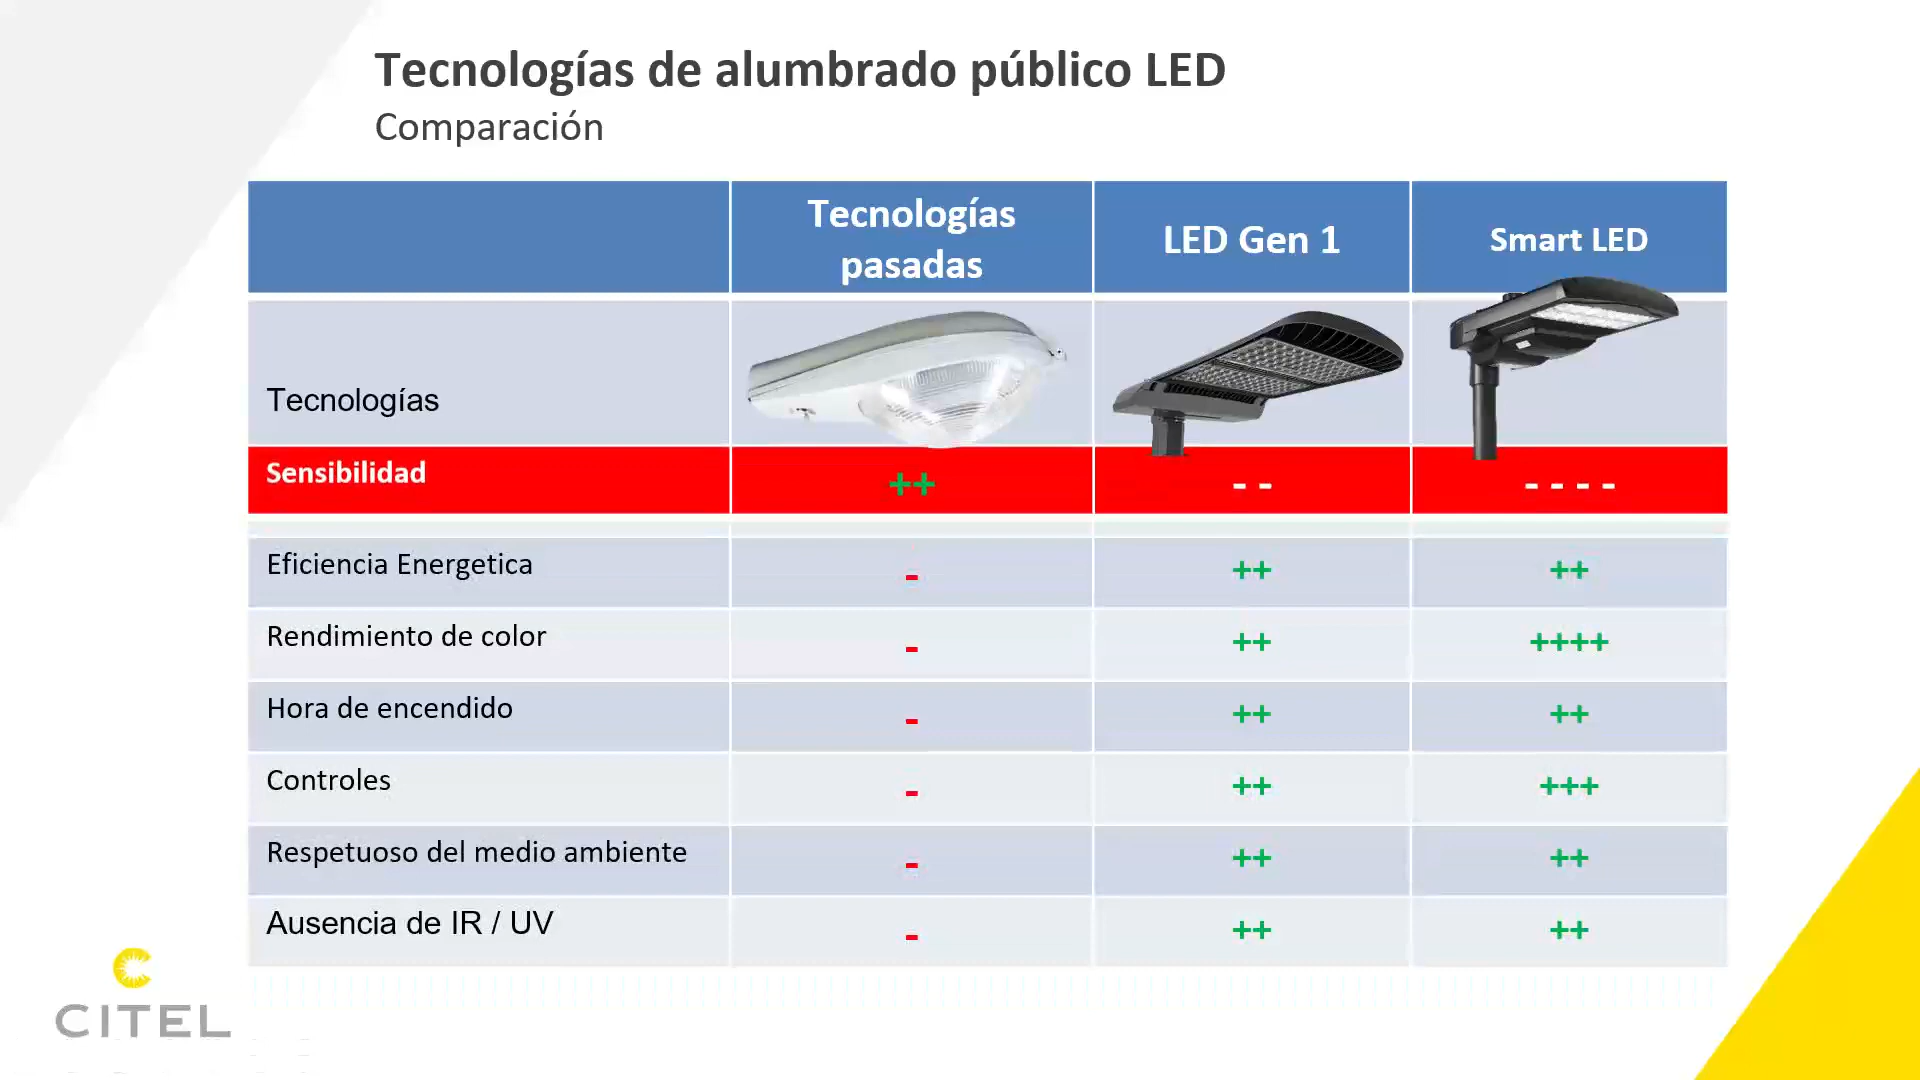 Tecnologías de alumbrado público LED
Comparación
Tecnologías
pasadas
LED Gen 1
Smart LED
Tecnologías
Sensibilidad
++
- -
- - - -
Eficiencia Energetica
-
++
++
Rendimiento de color
-
++
++++
Hora de encendido
-
++
++
Controles
-
++
+++
Respetuoso del medio ambiente
-
++
++
Ausencia de IR / UV
-
++
++
CITEL